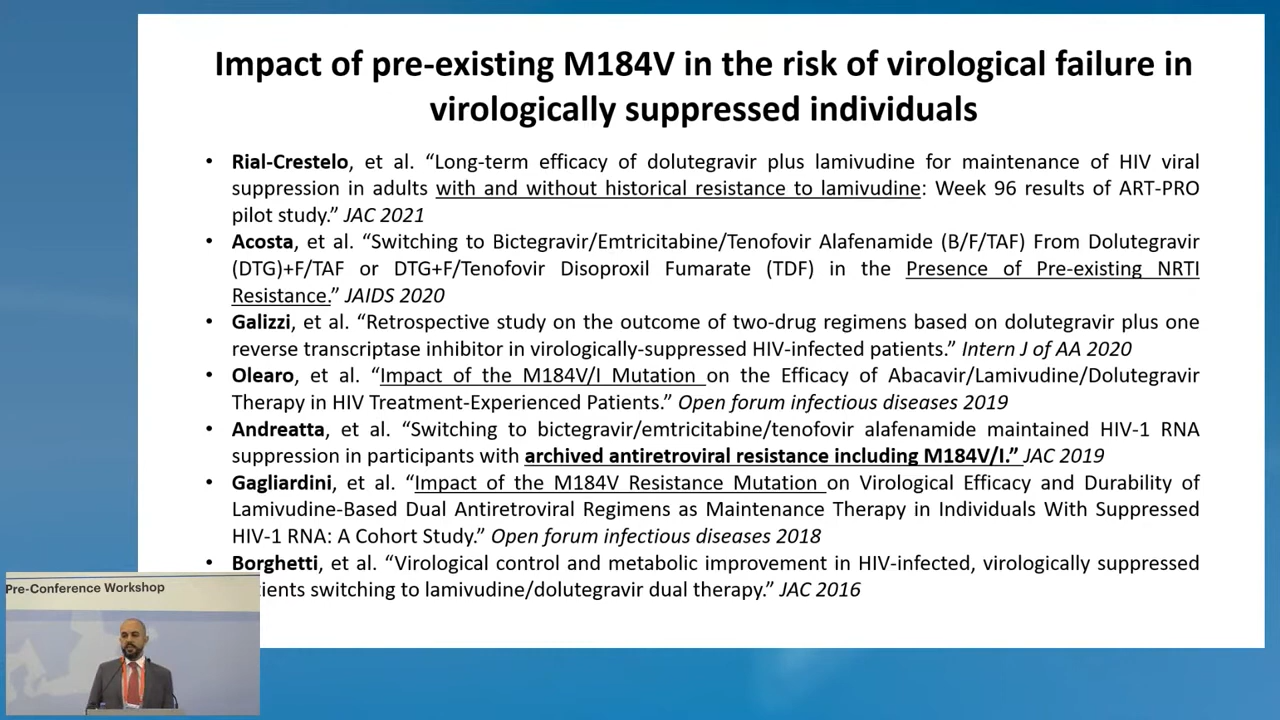 Impact of pre-existing M184V in the risk of virological failure in
virologically suppressed individuals
• Rial-Crestelo, et al. “Long-term efficacy of dolutegravir plus lamivudine for maintenance of HIV viral
suppression in adults with and without historical resistance to lamivudine: Week 96 results of ART-PRO
pilot study.” JAC 2021
• Acosta, et al. “Switching to Bictegravir/Emtricitabine/Tenofovir Alafenamide (B/F/TAF) From Dolutegravir
(DTG)+F/TAF or DTG+F/Tenofovir Disoproxil Fumarate (TDF) in the Presence of Pre-existing NRTI
Resistance.” JAIDS 2020
• Galizzi, et al. “Retrospective study on the outcome of two-drug regimens based on dolutegravir plus one
reverse transcriptase inhibitor in virologically-suppressed HIV-infected patients.” Intern J of AA 2020
• Olearo, et al. “Impact of the M184V/I Mutation on the Efficacy of Abacavir/Lamivudine/Dolutegravir
Therapy in HIV Treatment-Experienced Patients.” Open forum infectious diseases 2019
• Andreatta, et al. “Switching to bictegravir/emtricitabine/tenofovir alafenamide maintained HIV-1 RNA
suppression in participants with archived antiretroviral resistance including M184V/I.” JAC 2019
• Gagliardini, et al. “Impact of the M184V Resistance Mutation on Virological Efficacy and Durability of
Lamivudine-Based Dual Antiretroviral Regimens as Maintenance Therapy in Individuals With Suppressed
HIV-1 RNA: A Cohort Study.” Open forum infectious diseases 2018
• Borghetti, et al. “Virological control and metabolic improvement in HIV-infected, virologically suppressed
tients switching to lamivudine/dolutegravir dual therapy.” JAC 2016
Pre-Conference Workshop